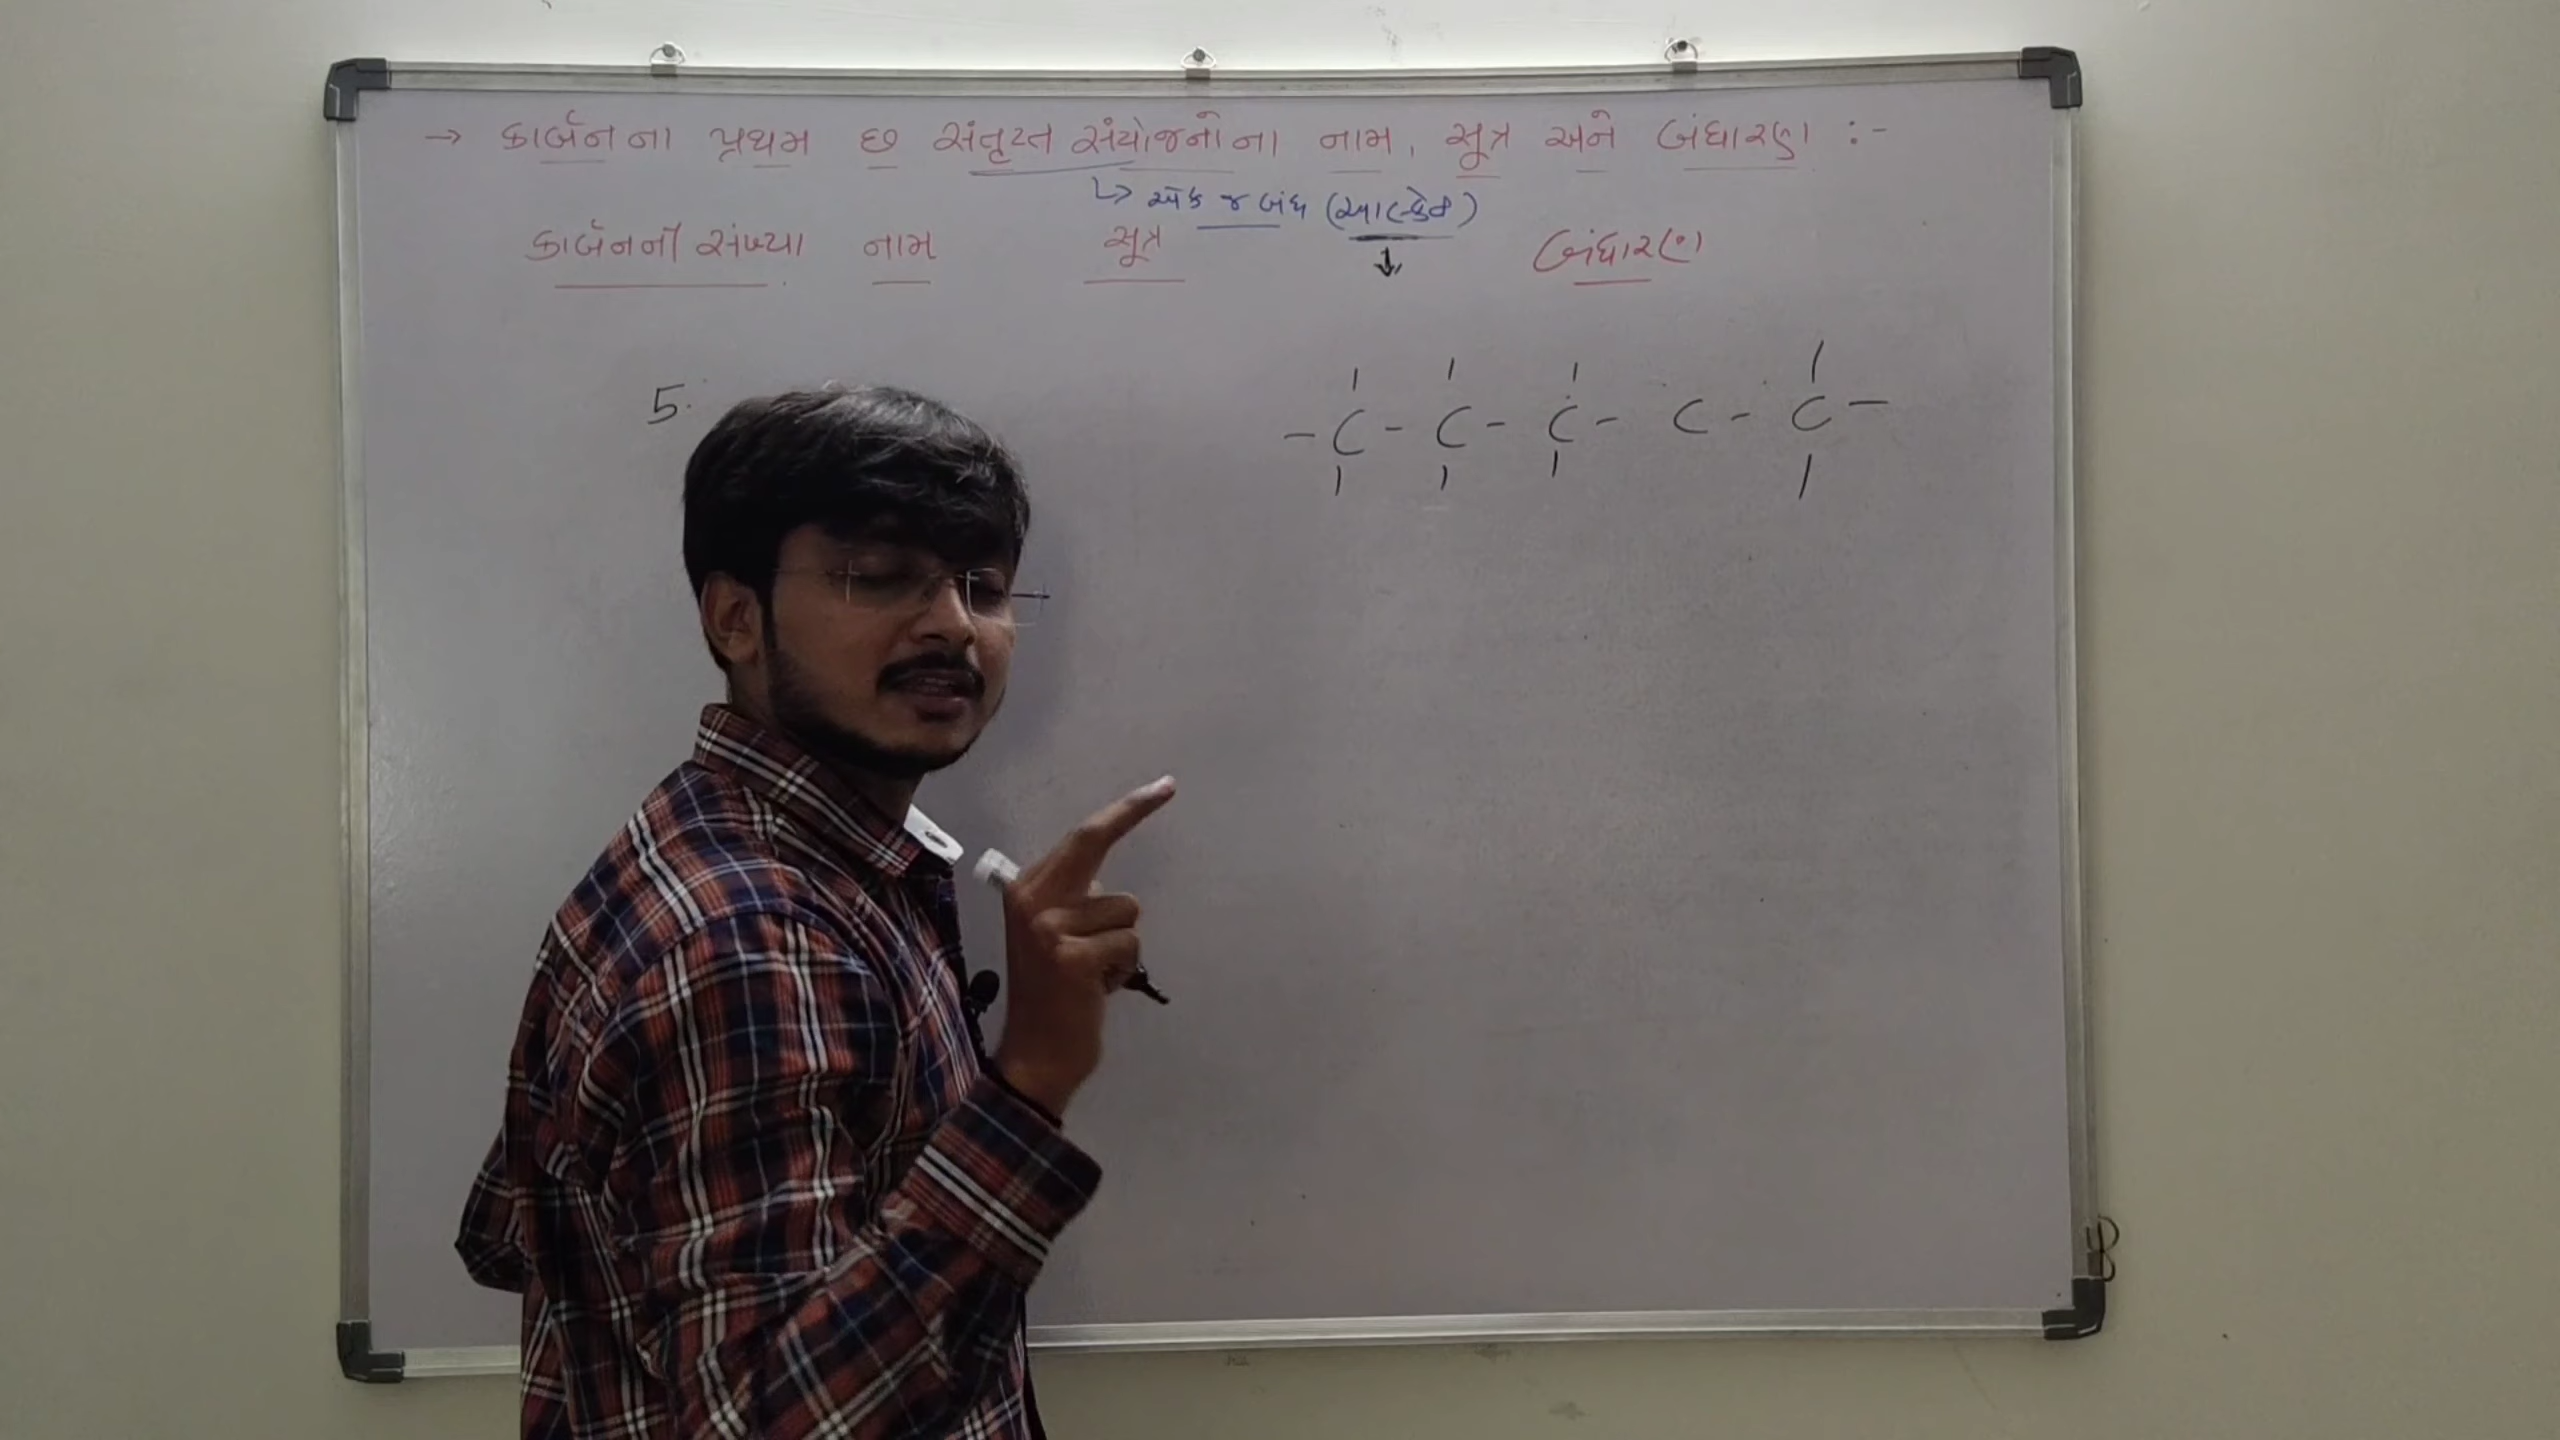 → કાર્બનના પ્રથમ છ સંતૃપ્ત સંયોજનોના નામ, સૂત્ર અને બંધારણ :-
↳ એક જ બંધ (આલ્કેન)
કાર્બનની સંખ્યા નામ સૂત્ર ↓ બંધારણ
5. - C - C - C - C - C -